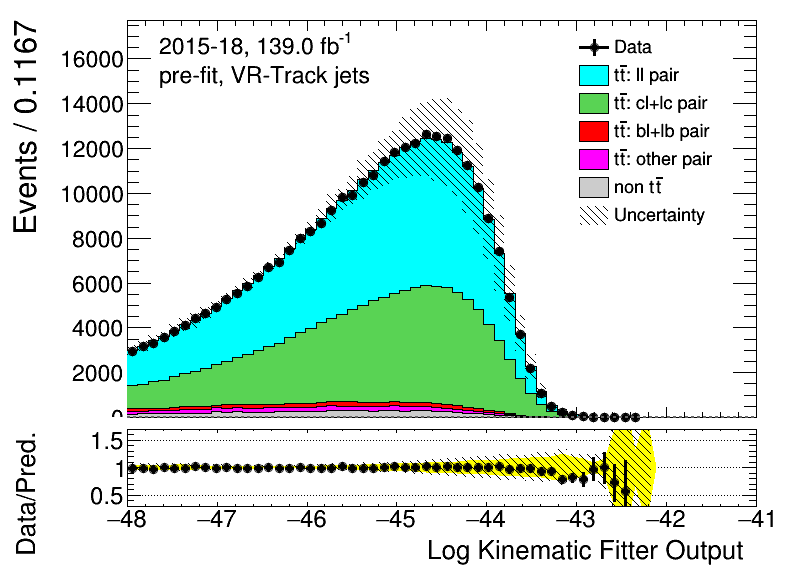 Events / 0.1167
16000
14000
12000
10000
8000
6000
4000
2000
0
2015-18, 139.0 fb⁻¹
pre-fit, VR-Track jets
Data
tt̄: ll pair
tt̄: cl+lc pair
tt̄: bl+lb pair
tt̄: other pair
non tt̄
Uncertainty
Data/Pred.
1.5
1
0.5
−48 −47 −46 −45 −44 −43 −42 −41
Log Kinematic Fitter Output